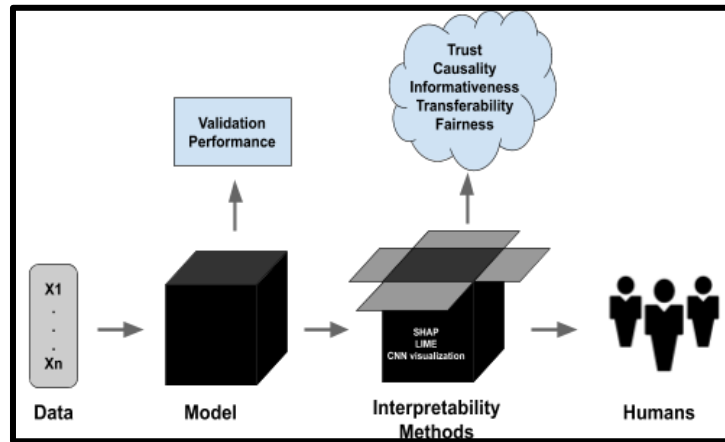 Trust
Causality
Informativeness
Transferability
Fairness
Validation
Performance
X1
.
.
.
Xn
SHAP
LIME
CNN visualization
Data
Model
Interpretability
Methods
Humans